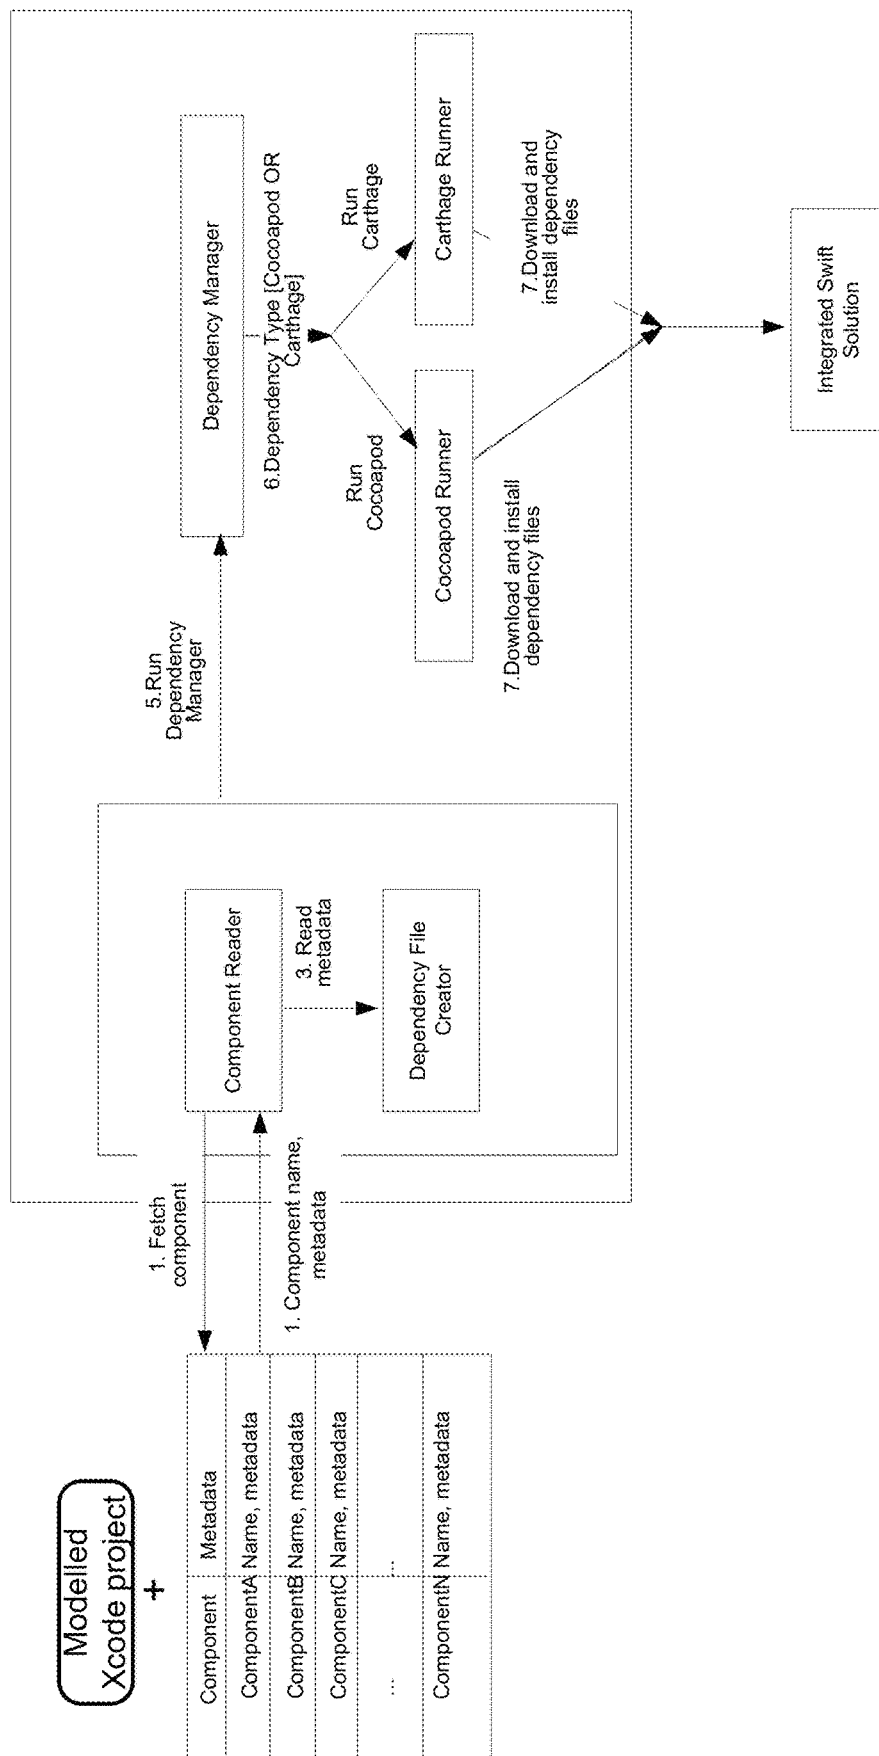 Modelled
Xcode project
+
Component Metadata
ComponentA Name, metadata
ComponentB Name, metadata
ComponentC Name, metadata
... ...
ComponentN Name, metadata
1. Fetch
component
1. Component name,
metadata
Component Reader
3. Read
metadata
Dependency File
Creator
5.Run
Dependency
Manager
Dependency Manager
6.Dependency Type [Cocoapod OR
Carthage]
Run
Cocoapod
Run
Carthage
Cocoapod Runner
Carthage Runner
7.Download and install
dependency files
7.Download and
install dependency
files
Integrated Swift
Solution